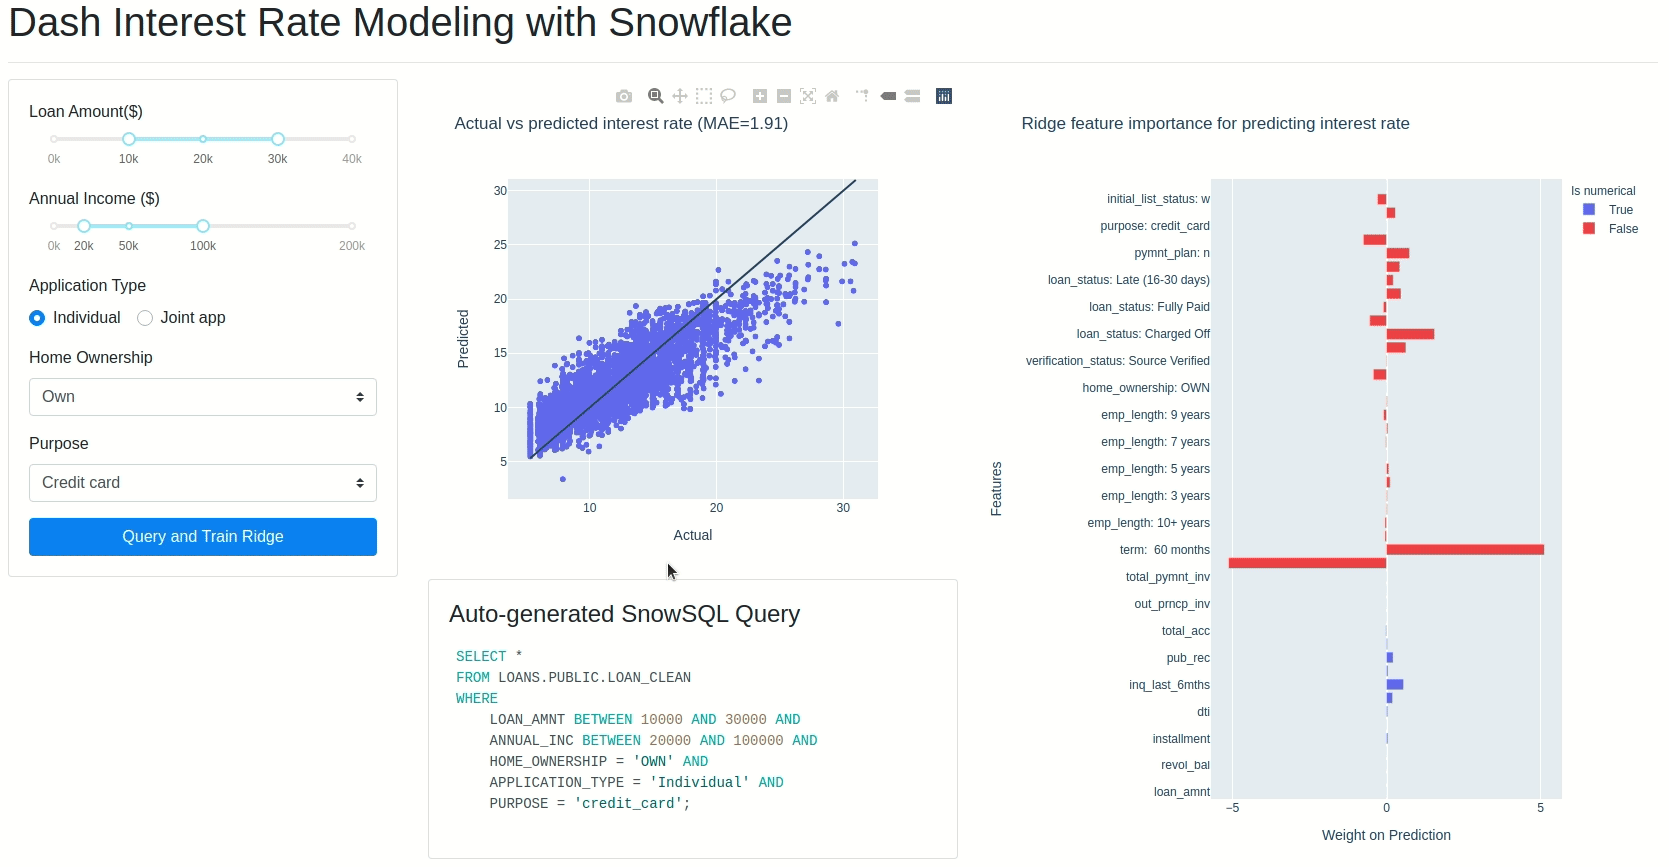 Dash Interest Rate Modeling with Snowflake
Loan Amount($)
0k 10k 20k 30k 40k
Annual Income ($)
0k 20k 50k 100k 200k
Application Type
Individual Joint app
Home Ownership
Own
Purpose
Credit card
Query and Train Ridge
Actual vs predicted interest rate (MAE=1.91)
30
25
20
15
10
5
Predicted
10 20 30
Actual
Auto-generated SnowSQL Query
SELECT *
FROM LOANS.PUBLIC.LOAN_CLEAN
WHERE
LOAN_AMNT BETWEEN 10000 AND 30000 AND
ANNUAL_INC BETWEEN 20000 AND 100000 AND
HOME_OWNERSHIP = 'OWN' AND
APPLICATION_TYPE = 'Individual' AND
PURPOSE = 'credit_card';
Ridge feature importance for predicting interest rate
Features
initial_list_status: w
purpose: credit_card
pymnt_plan: n
loan_status: Late (16-30 days)
loan_status: Fully Paid
loan_status: Charged Off
verification_status: Source Verified
home_ownership: OWN
emp_length: 9 years
emp_length: 7 years
emp_length: 5 years
emp_length: 3 years
emp_length: 10+ years
term: 60 months
total_pymnt_inv
out_prncp_inv
total_acc
pub_rec
inq_last_6mths
dti
installment
revol_bal
loan_amnt
−5 0 5
Weight on Prediction
Is numerical
True
False